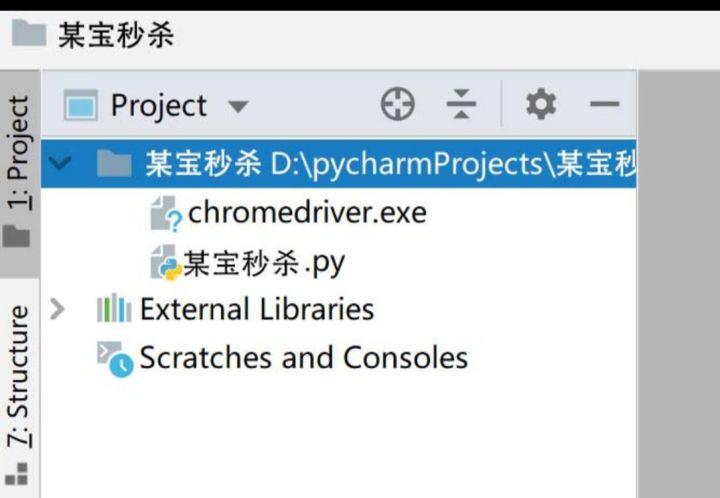 某宝秒杀
Project
某宝秒杀 D:\pycharmProjects\某宝秒
chromedriver.exe
某宝秒杀.py
External Libraries
Scratches and Consoles
1: Project
7: Structure